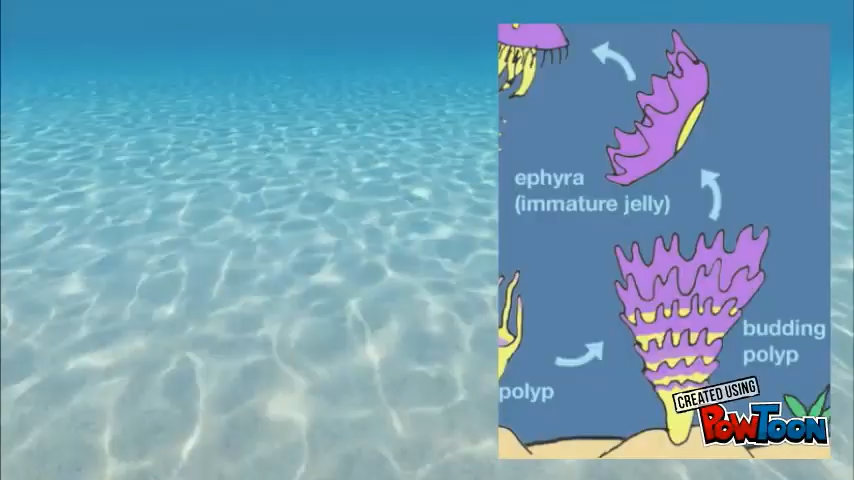 ephyra
(immature jelly)
budding
polyp
polyp
CREATED USING
POWTOON